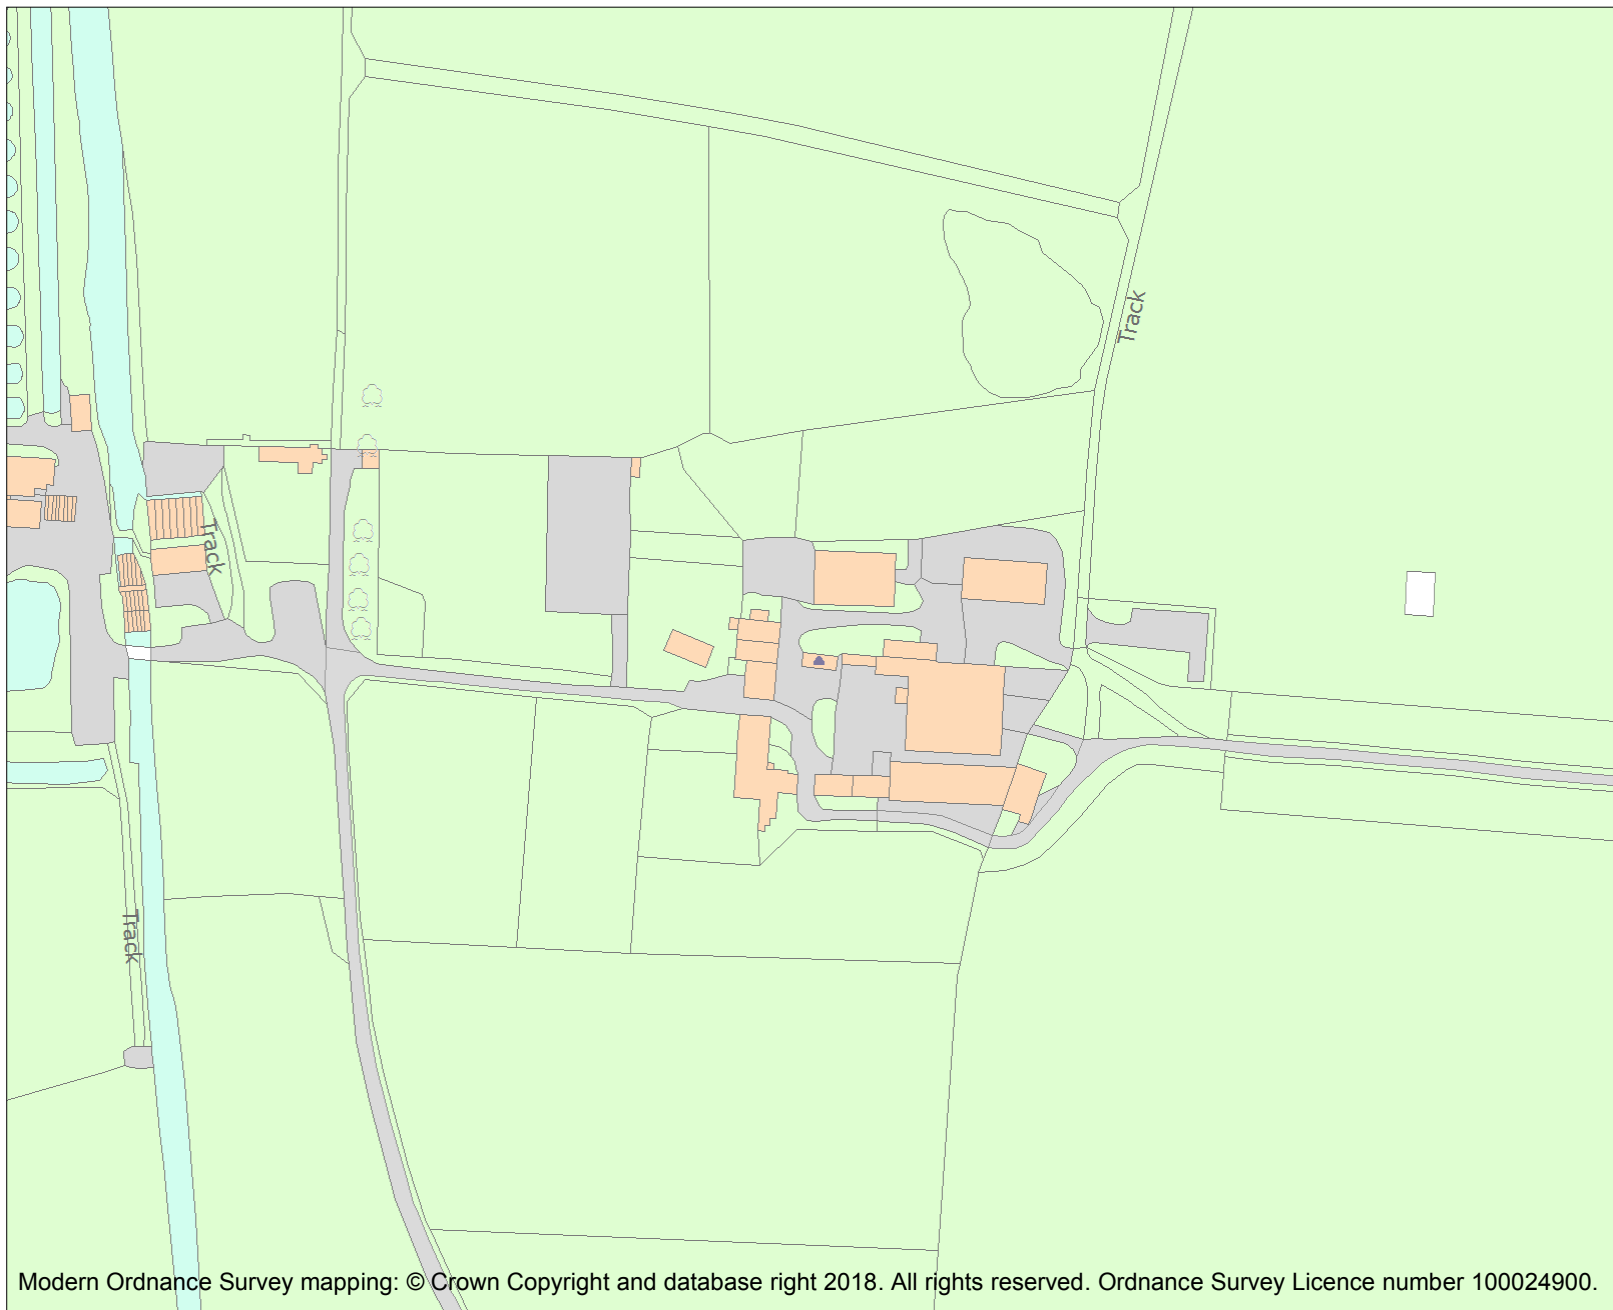 Track
Track
Track
Modern Ordnance Survey mapping: © Crown Copyright and database right 2018. All rights reserved. Ordnance Survey Licence number 100024900.